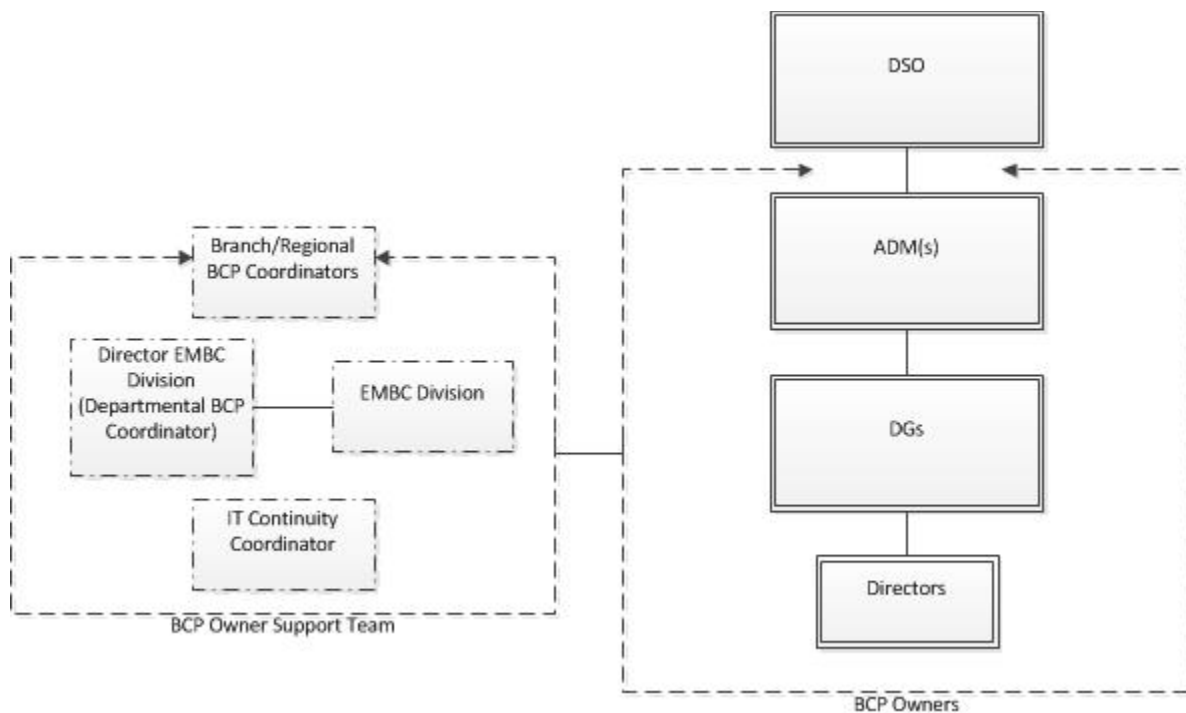 DSO
ADM(s)
DGs
Directors
BCP Owners
Branch/Regional
BCP Coordinators
Director EMBC
Division
(Departmental BCP
Coordinator)
EMBC Division
IT Continuity
Coordinator
BCP Owner Support Team